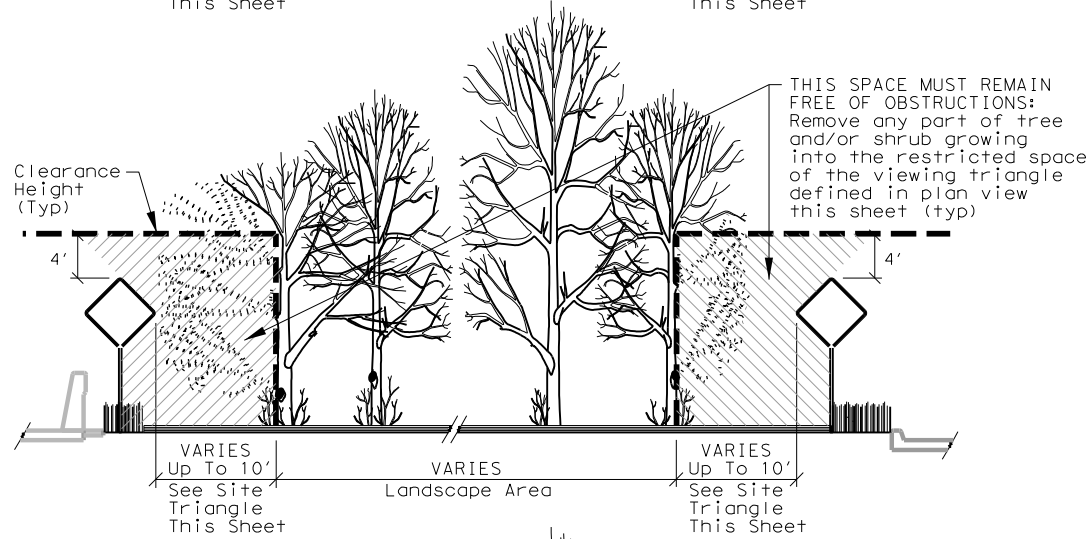 This Sheet
This Sheet
THIS SPACE MUST REMAIN
FREE OF OBSTRUCTIONS:
Remove any part of tree
and/or shrub growing
into the restricted space
of the viewing triangle
defined in plan view
this sheet (typ)
Clearance
Height
(Typ)
4'
4'
VARIES
Up To 10'
See Site
Triangle
This Sheet
VARIES
Landscape Area
VARIES
Up To 10'
See Site
Triangle
This Sheet